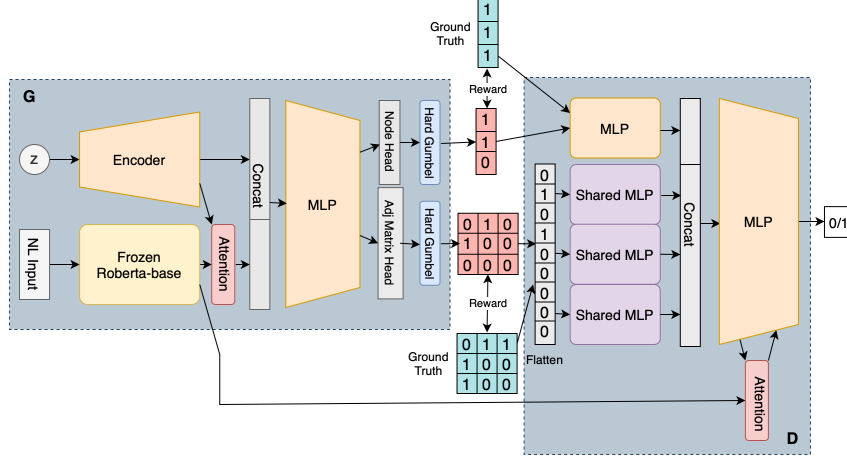 G
z
Encoder
NL Input
Frozen
Roberta-base
Attention
Concat
MLP
Node Head
Adj Matrix Head
Hard Gumbel
Hard Gumbel
Ground
Truth
1
1
1
Reward
1
1
0
0 1 0
1 0 0
0 0 0
Reward
Ground
Truth
0 1 1
1 0 0
1 0 0
0
1
0
1
0
0
0
0
0
Flatten
MLP
Shared MLP
Shared MLP
Shared MLP
Concat
MLP
Attention
0/1
D